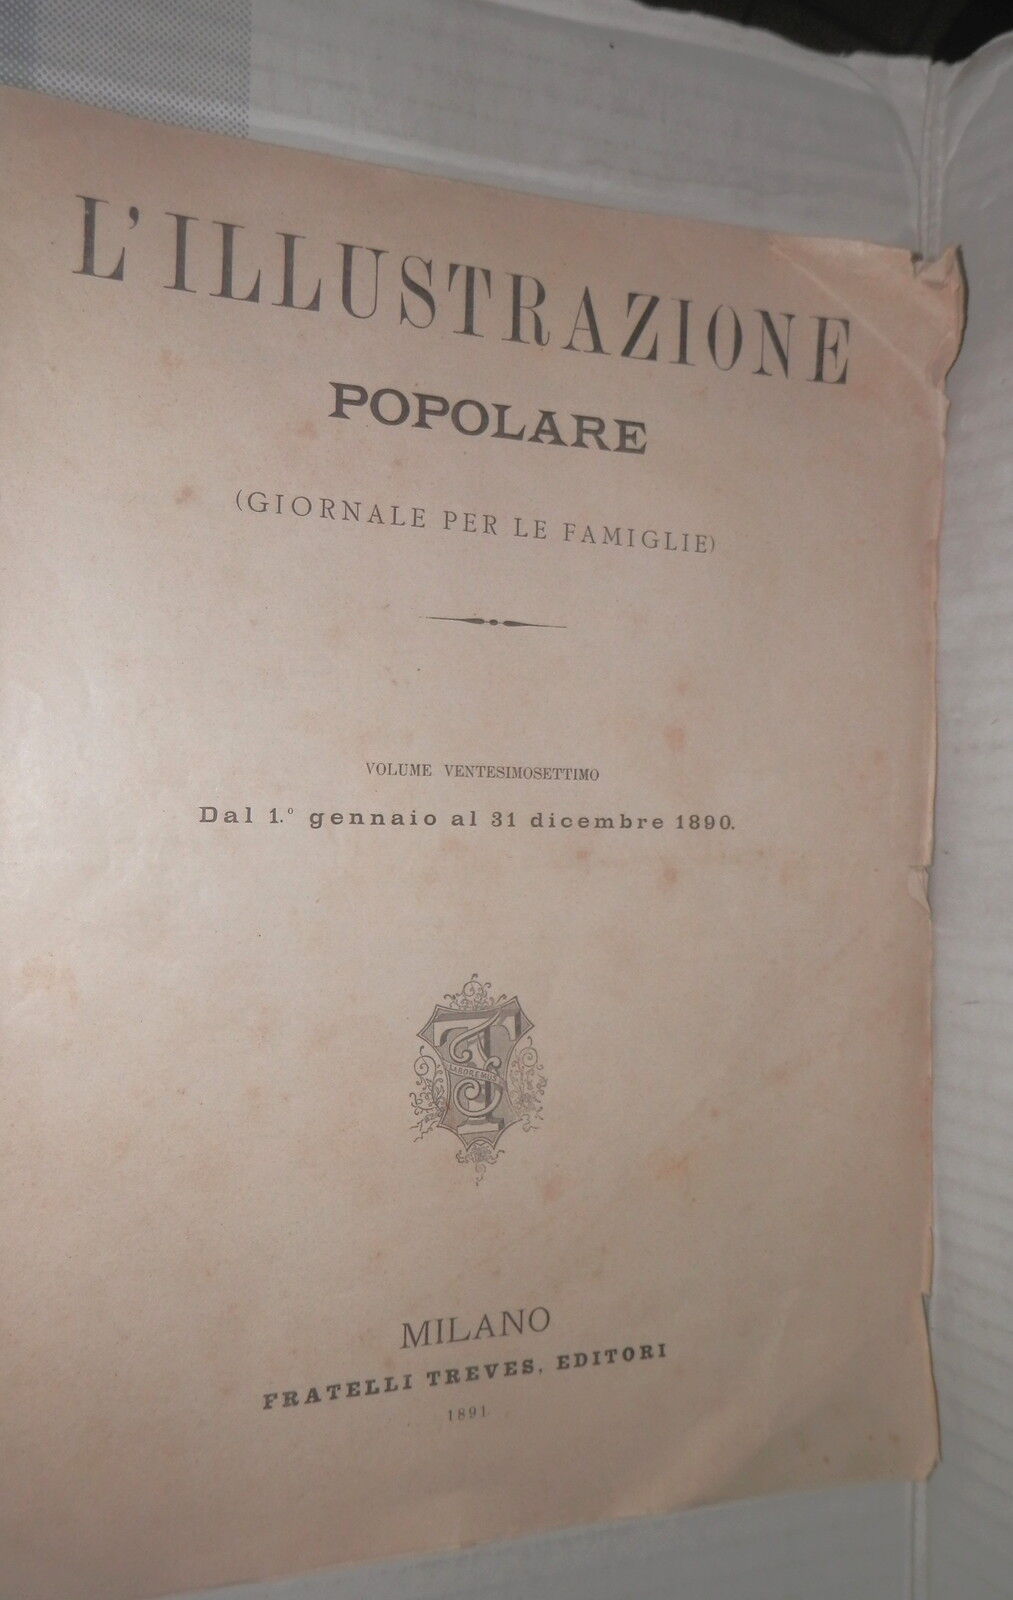 L'ILLUSTRAZIONE
POPOLARE
(GIORNALE PER LE FAMIGLIE)
VOLUME VENTESIMOSETTIMO
Dal 1.° gennaio al 31 dicembre 1890.
LABOREMUS
MILANO
FRATELLI TREVES, EDITORI
1891